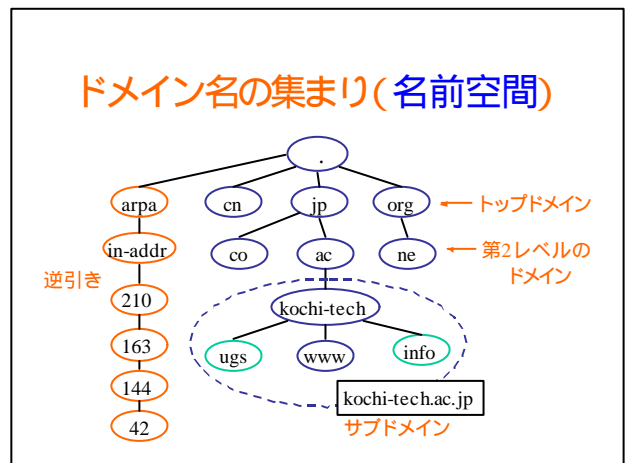 ドメイン名の集まり(名前空間)
.
arpa
cn
jp
org
トップドメイン
in-addr
co
ac
ne
第2レベルの
ドメイン
逆引き
210
kochi-tech
163
ugs
www
info
144
kochi-tech.ac.jp
42
サブドメイン